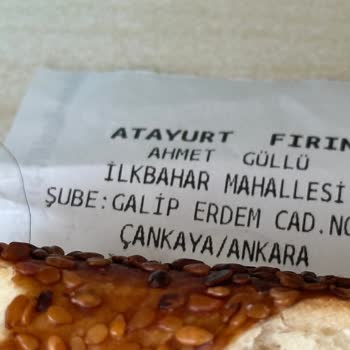 ATAYURT FIRIN
AHMET GÜLLÜ
İLKBAHAR MAHALLESİ
ŞUBE:GALİP ERDEM CAD.NO
ÇANKAYA/ANKARA